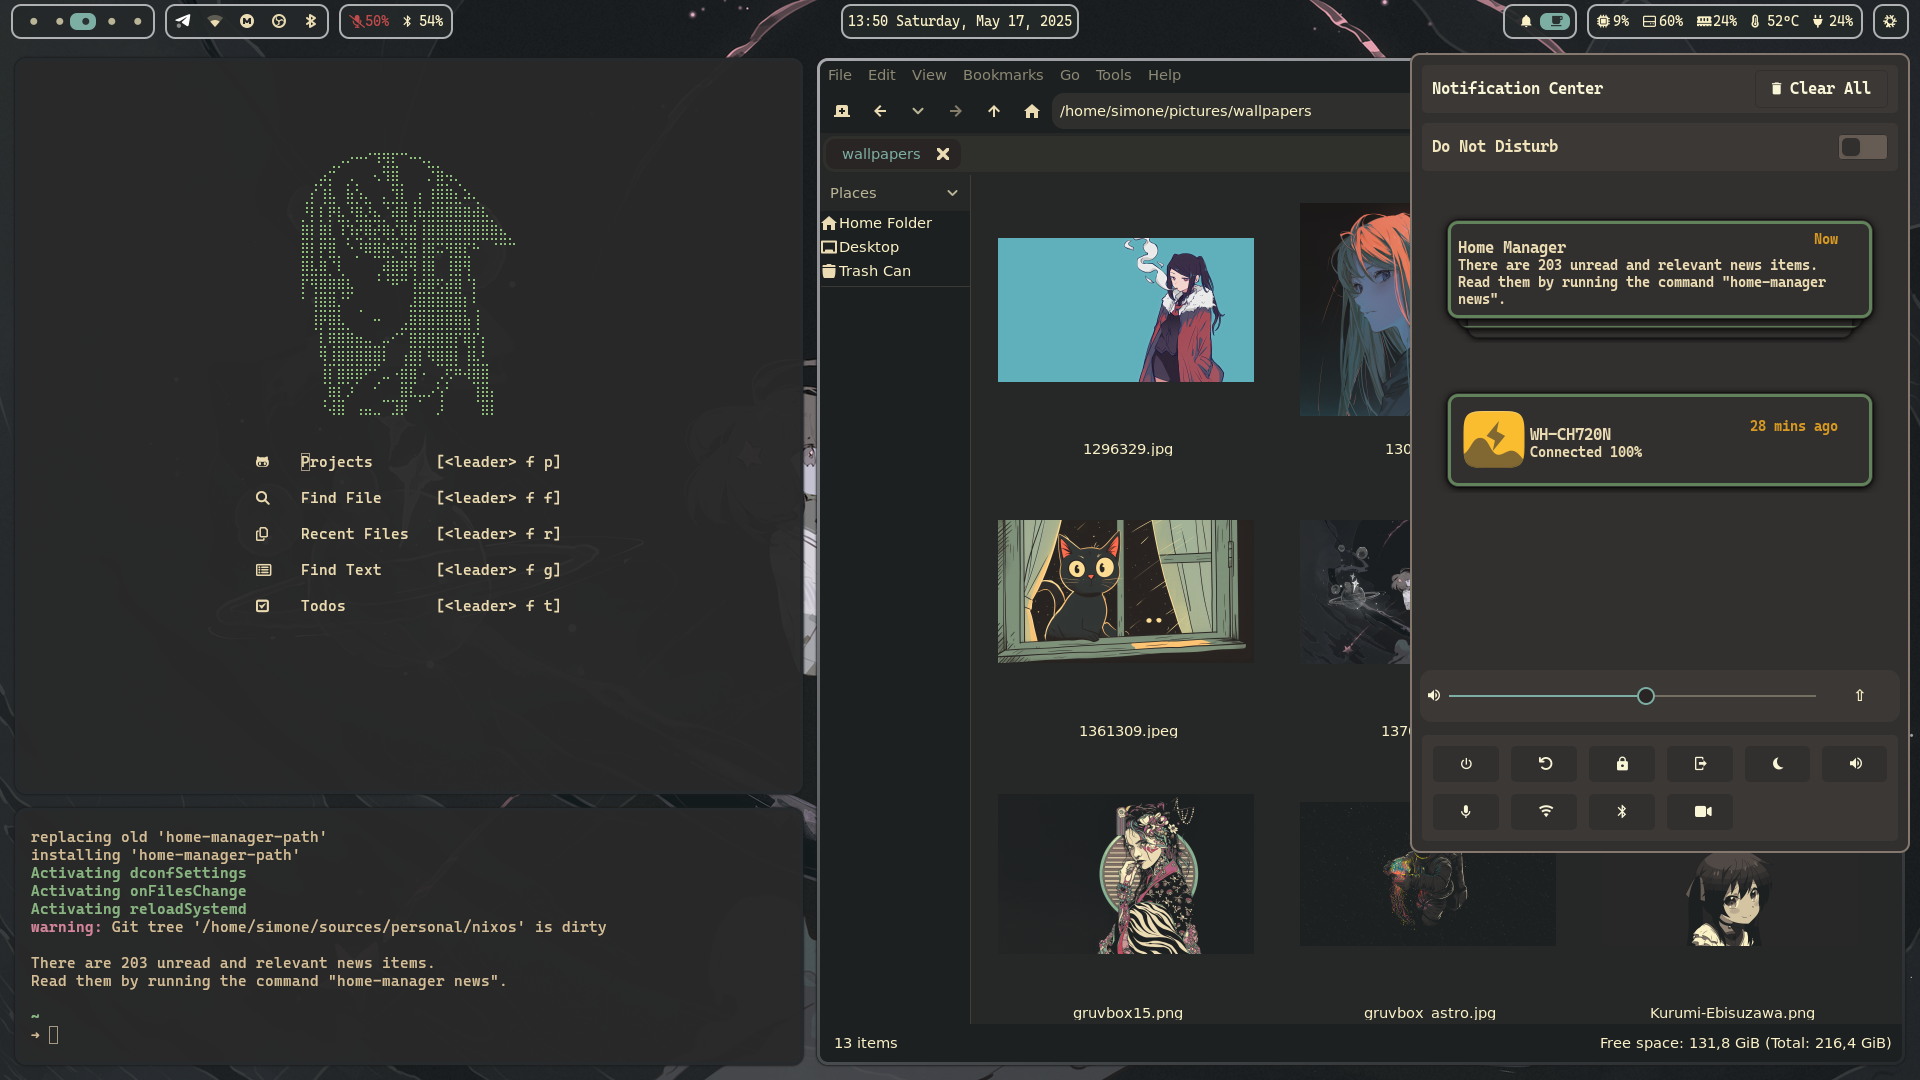 50% 54%
13:50 Saturday, May 17, 2025
9% 60% 24% 52°C 24%
Projects [<leader> f p]
Find File [<leader> f f]
Recent Files [<leader> f r]
Find Text [<leader> f g]
Todos [<leader> f t]
replacing old 'home-manager-path'
installing 'home-manager-path'
Activating dconfSettings
Activating onFilesChange
Activating reloadSystemd
warning: Git tree '/home/simone/sources/personal/nixos' is dirty
There are 203 unread and relevant news items.
Read them by running the command "home-manager news".
~
➜
File Edit View Bookmarks Go Tools Help
/home/simone/pictures/wallpapers
wallpapers
Places
Home Folder
Desktop
Trash Can
1296329.jpg
130
1361309.jpeg
137
gruvbox15.png
gruvbox_astro.jpg
Kurumi-Ebisuzawa.png
13 items
Free space: 131,8 GiB (Total: 216,4 GiB)
Notification Center
Clear All
Do Not Disturb
Home Manager
Now
There are 203 unread and relevant news items.
Read them by running the command "home-manager
news".
WH-CH720N
28 mins ago
Connected 100%